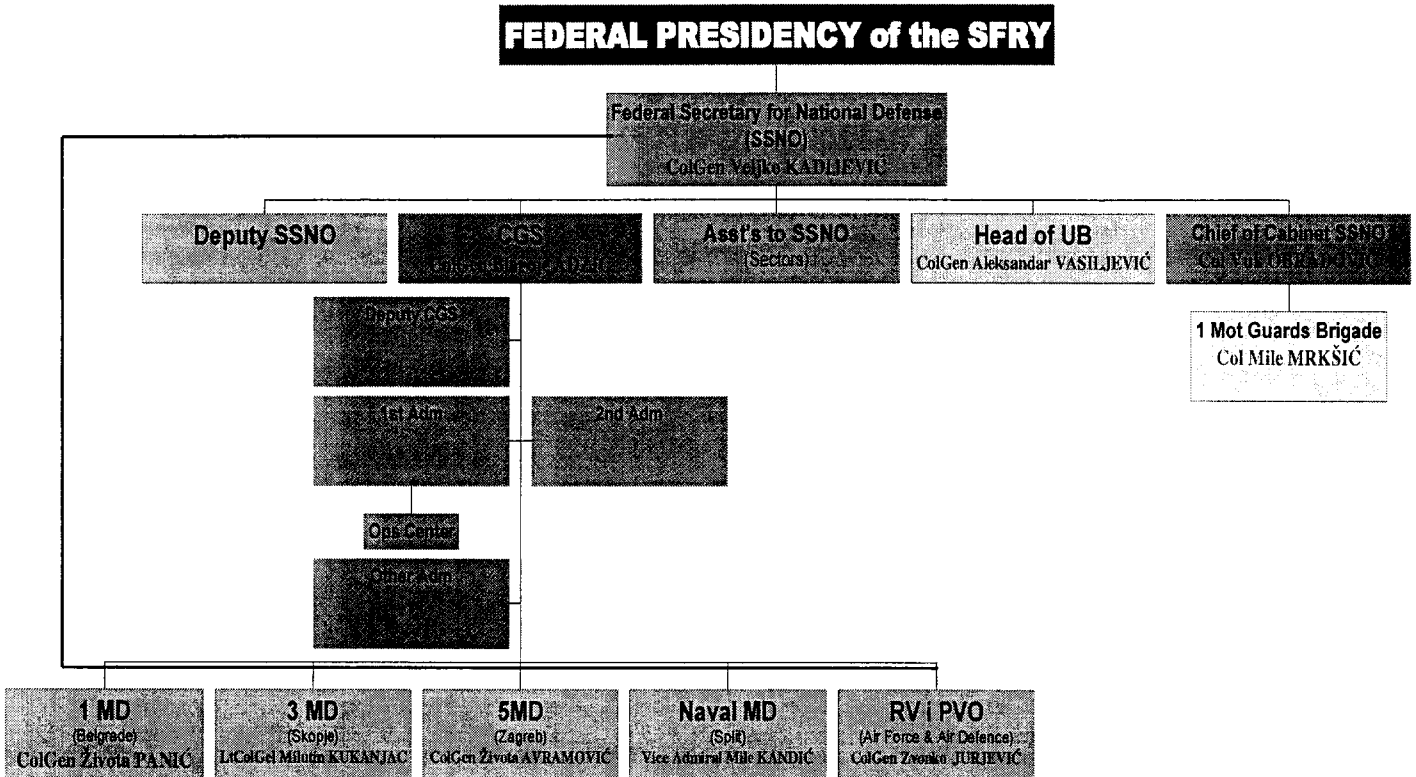 FEDERAL PRESIDENCY of the SFRY
Federal Secretary for National Defense
(SSNO)
ColGen Veljko KADIJEVIĆ
Deputy SSNO
CGS
Asst's to SSNO
(Sectors)
Head of UB
ColGen Aleksandar VASILJEVIĆ
Chief of Cabinet SSNO
Col Vuk OBRADOVIĆ
Deputy CGS
1 Mot Guards Brigade
Col Mile MRKŠIĆ
1st Adm
2nd Adm
Ops Center
Other Adm
1 MD
(Belgrade)
ColGen Života PANIĆ
3 MD
(Skopje)
LtColGel Milutin KUKANJAC
5MD
(Zagreb)
ColGen Života AVRAMOVIĆ
Naval MD
(Split)
Vice Admiral Mile KANDIĆ
RV i PVO
(Air Force & Air Defence)
ColGen Zvonko JURJEVIĆ